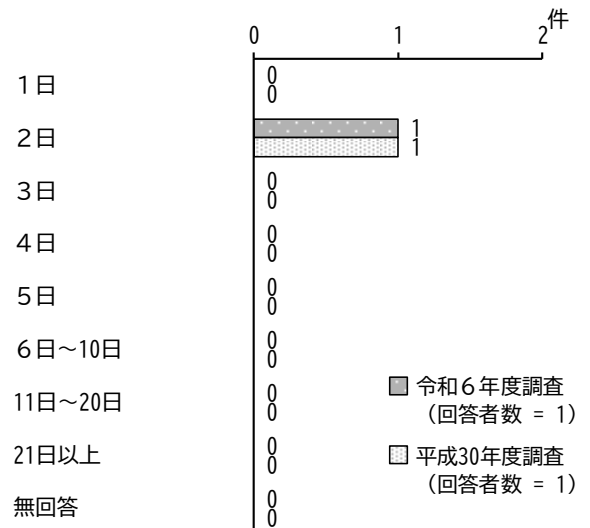 件
0 1 2
１日 0
0
２日 1
1
３日 0
0
４日 0
0
５日 0
0
６日～10日 0
0
11日～20日 0
0
21日以上 0
0
無回答 0
0
令和６年度調査
（回答者数 = 1）
平成30年度調査
（回答者数 = 1）